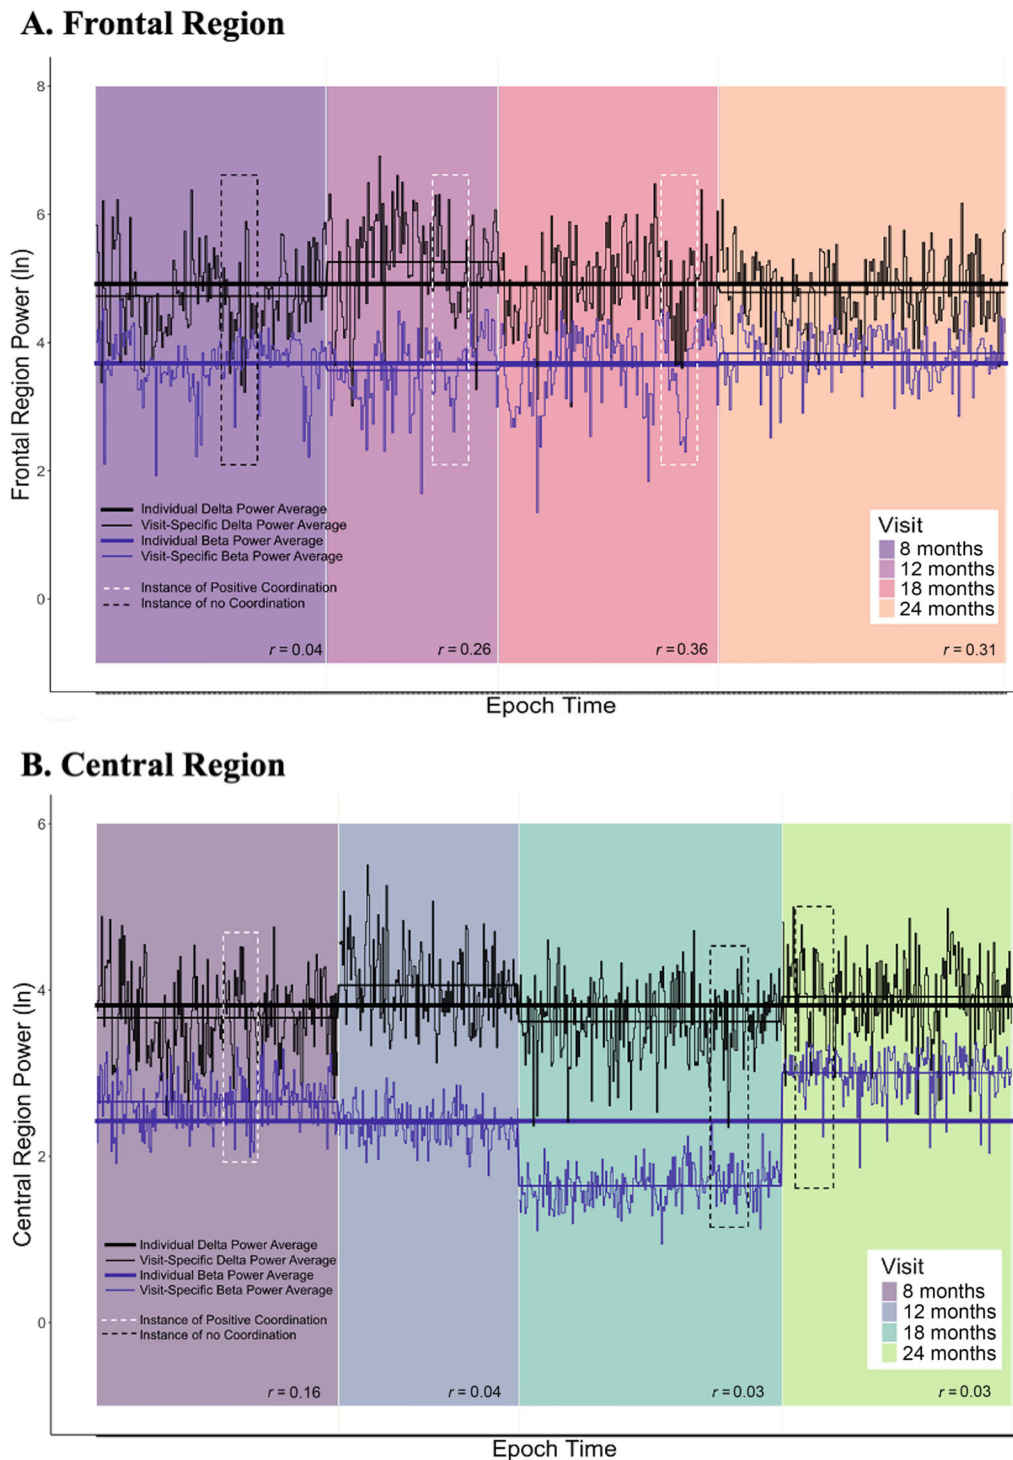 A. Frontal Region
8
6
4
2
0
Frontal Region Power (ln)
Individual Delta Power Average
Visit-Specific Delta Power Average
Individual Beta Power Average
Visit-Specific Beta Power Average
Instance of Positive Coordination
Instance of no Coordination
Visit
8 months
12 months
18 months
24 months
r = 0.04
r = 0.26
r = 0.36
r = 0.31
Epoch Time
B. Central Region
6
4
2
0
Central Region Power (ln)
Individual Delta Power Average
Visit-Specific Delta Power Average
Individual Beta Power Average
Visit-Specific Beta Power Average
Instance of Positive Coordination
Instance of no Coordination
Visit
8 months
12 months
18 months
24 months
r = 0.16
r = 0.04
r = 0.03
r = 0.03
Epoch Time